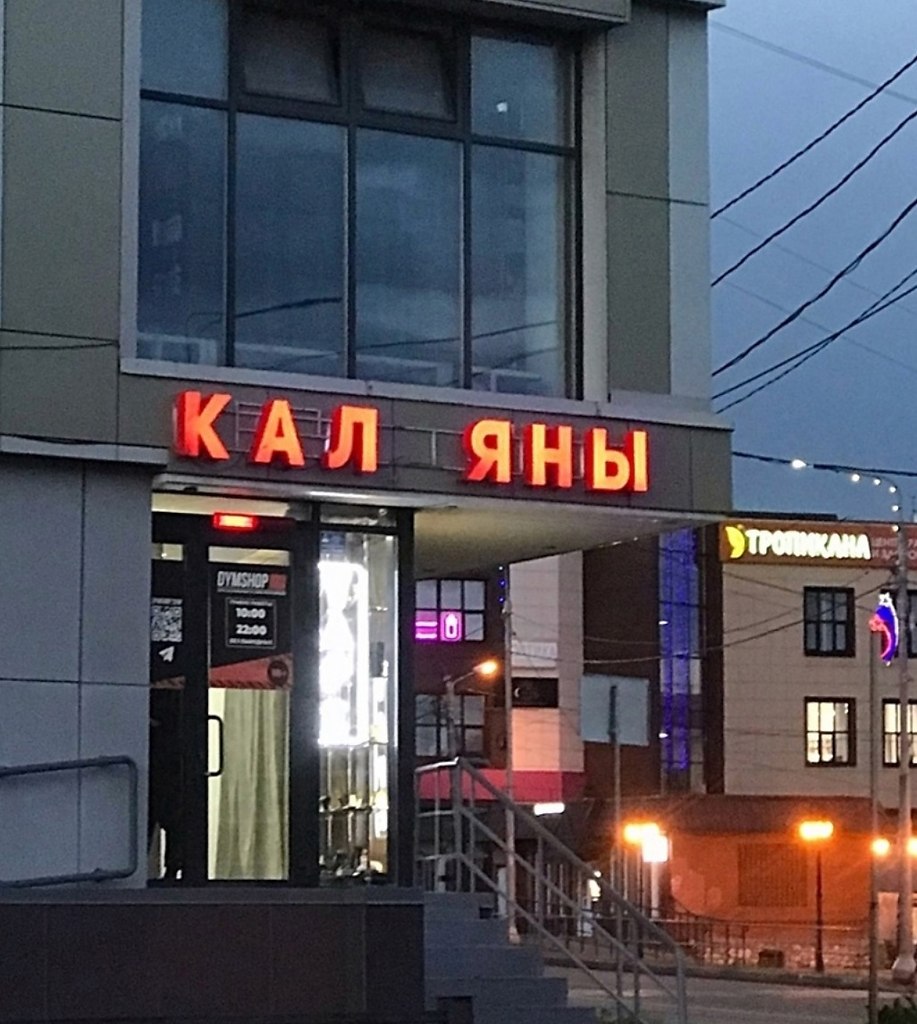 КАЛ ЯНЫ
DYMSHOP
10:00
22:00
ТРОПИКАНА